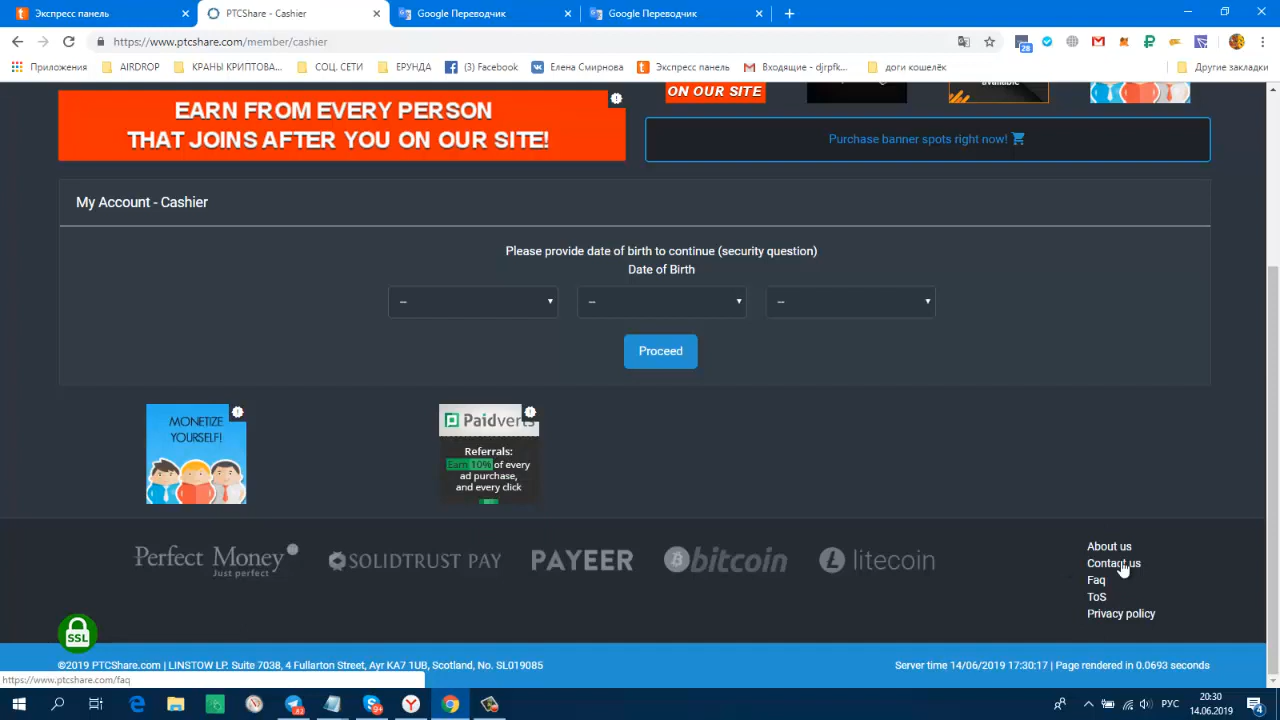 Экспресс панель
PTCShare - Cashier
Google Переводчик
Google Переводчик
https://www.ptcshare.com/member/cashier
28
Приложения
AIRDROP
КРАНЫ КРИПТОВА...
СОЦ. СЕТИ
ЕРУНДА
(3) Facebook
Елена Смирнова
Экспресс панель
Входящие - djrpfk...
доги кошелёк
Другие закладки
EARN FROM EVERY PERSON
THAT JOINS AFTER YOU ON OUR SITE!
ON OUR SITE
Purchase banner spots right now!
My Account - Cashier
Please provide date of birth to continue (security question)
Date of Birth
--
--
--
Proceed
MONETIZE
YOURSELF!
Paidverts
Referrals:
Earn 10% of every
ad purchase,
and every click
Perfect Money
Just perfect
SOLIDTRUST PAY
PAYEER
bitcoin
litecoin
About us
Contact us
Faq
ToS
Privacy policy
SSL
©2019 PTCShare.com | LINSTOW LP. Suite 7038, 4 Fullarton Street, Ayr KA7 1UB, Scotland, No. SL019085
Server time 14/06/2019 17:30:17 | Page rendered in 0.0693 seconds
https://www.ptcshare.com/faq
РУС
20:30
14.06.2019